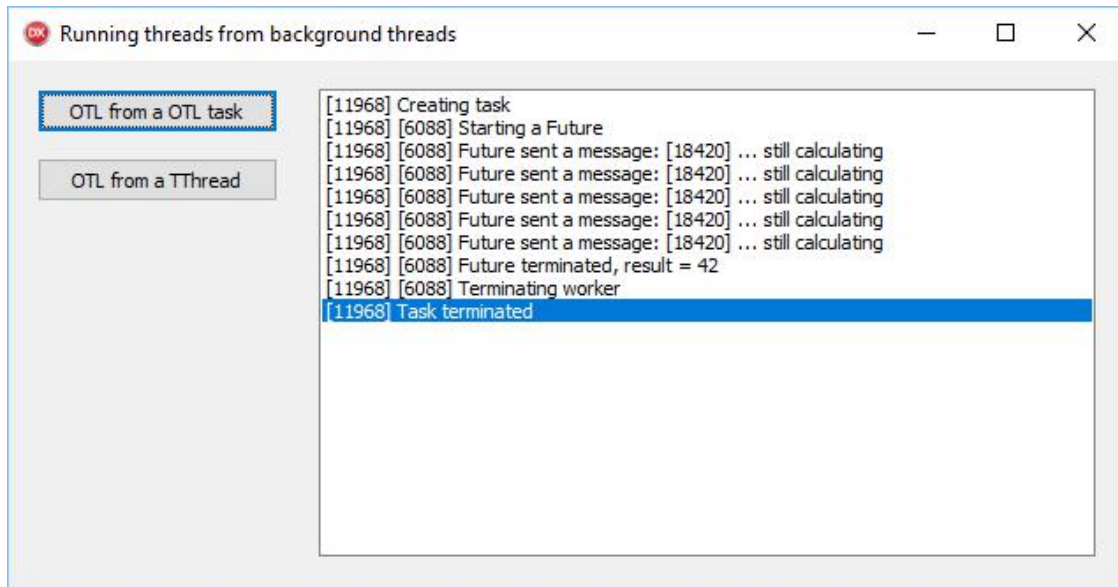 DX Running threads from background threads
OTL from a OTL task
OTL from a TThread
[11968] Creating task
[11968] [6088] Starting a Future
[11968] [6088] Future sent a message: [18420] ... still calculating
[11968] [6088] Future sent a message: [18420] ... still calculating
[11968] [6088] Future sent a message: [18420] ... still calculating
[11968] [6088] Future sent a message: [18420] ... still calculating
[11968] [6088] Future sent a message: [18420] ... still calculating
[11968] [6088] Future terminated, result = 42
[11968] [6088] Terminating worker
[11968] Task terminated